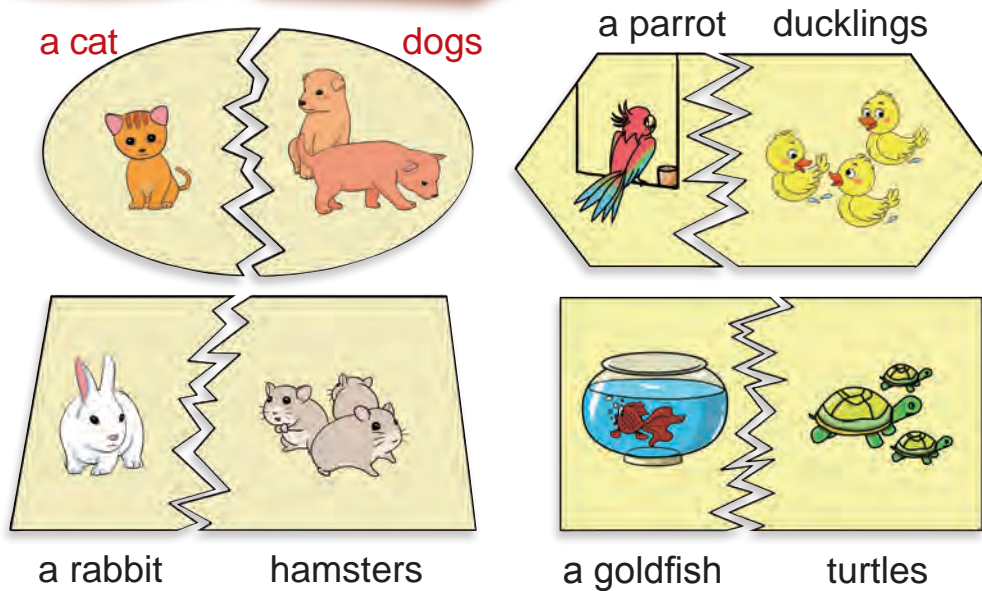 a cat dogs
a parrot ducklings
a rabbit hamsters
a goldfish turtles